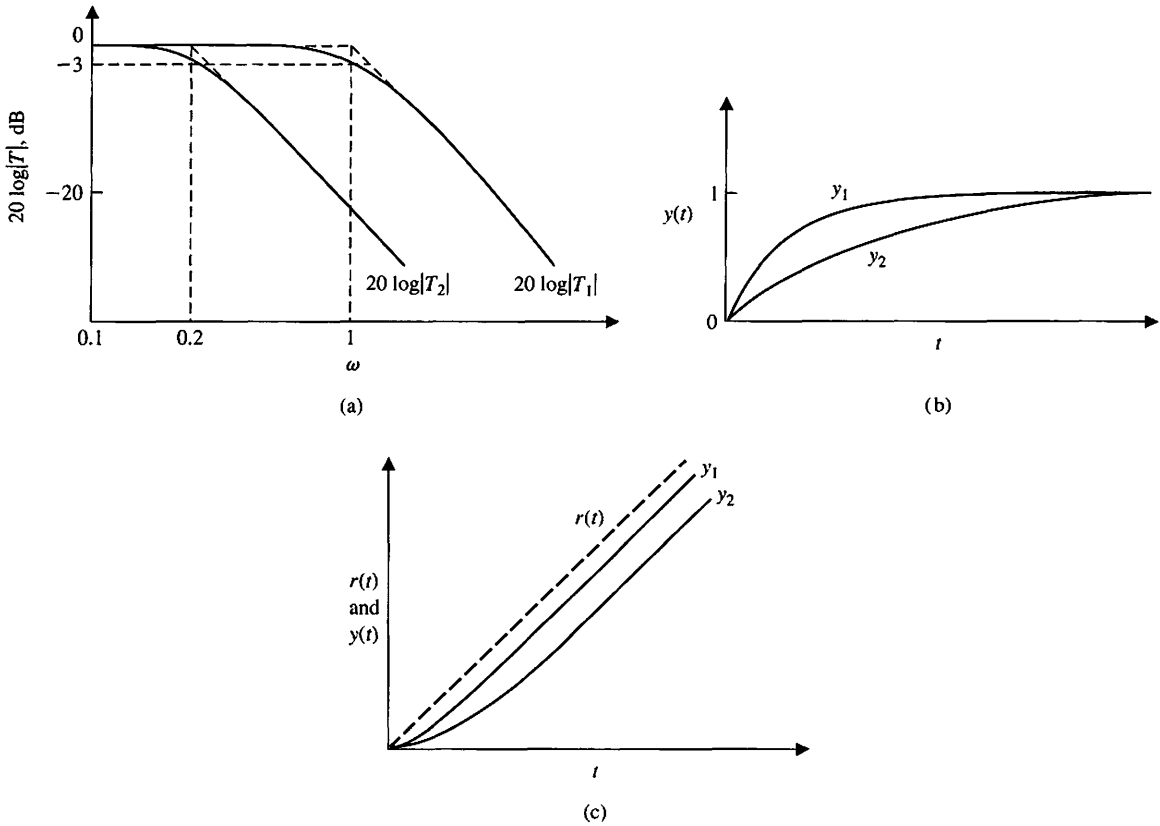 0
−3
−20
20 log|T|, dB
20 log|T₂|
20 log|T₁|
0.1
0.2
1
ω
(a)
1
y(t)
0
y₁
y₂
t
(b)
r(t)
y₁
y₂
r(t)
and
y(t)
t
(c)